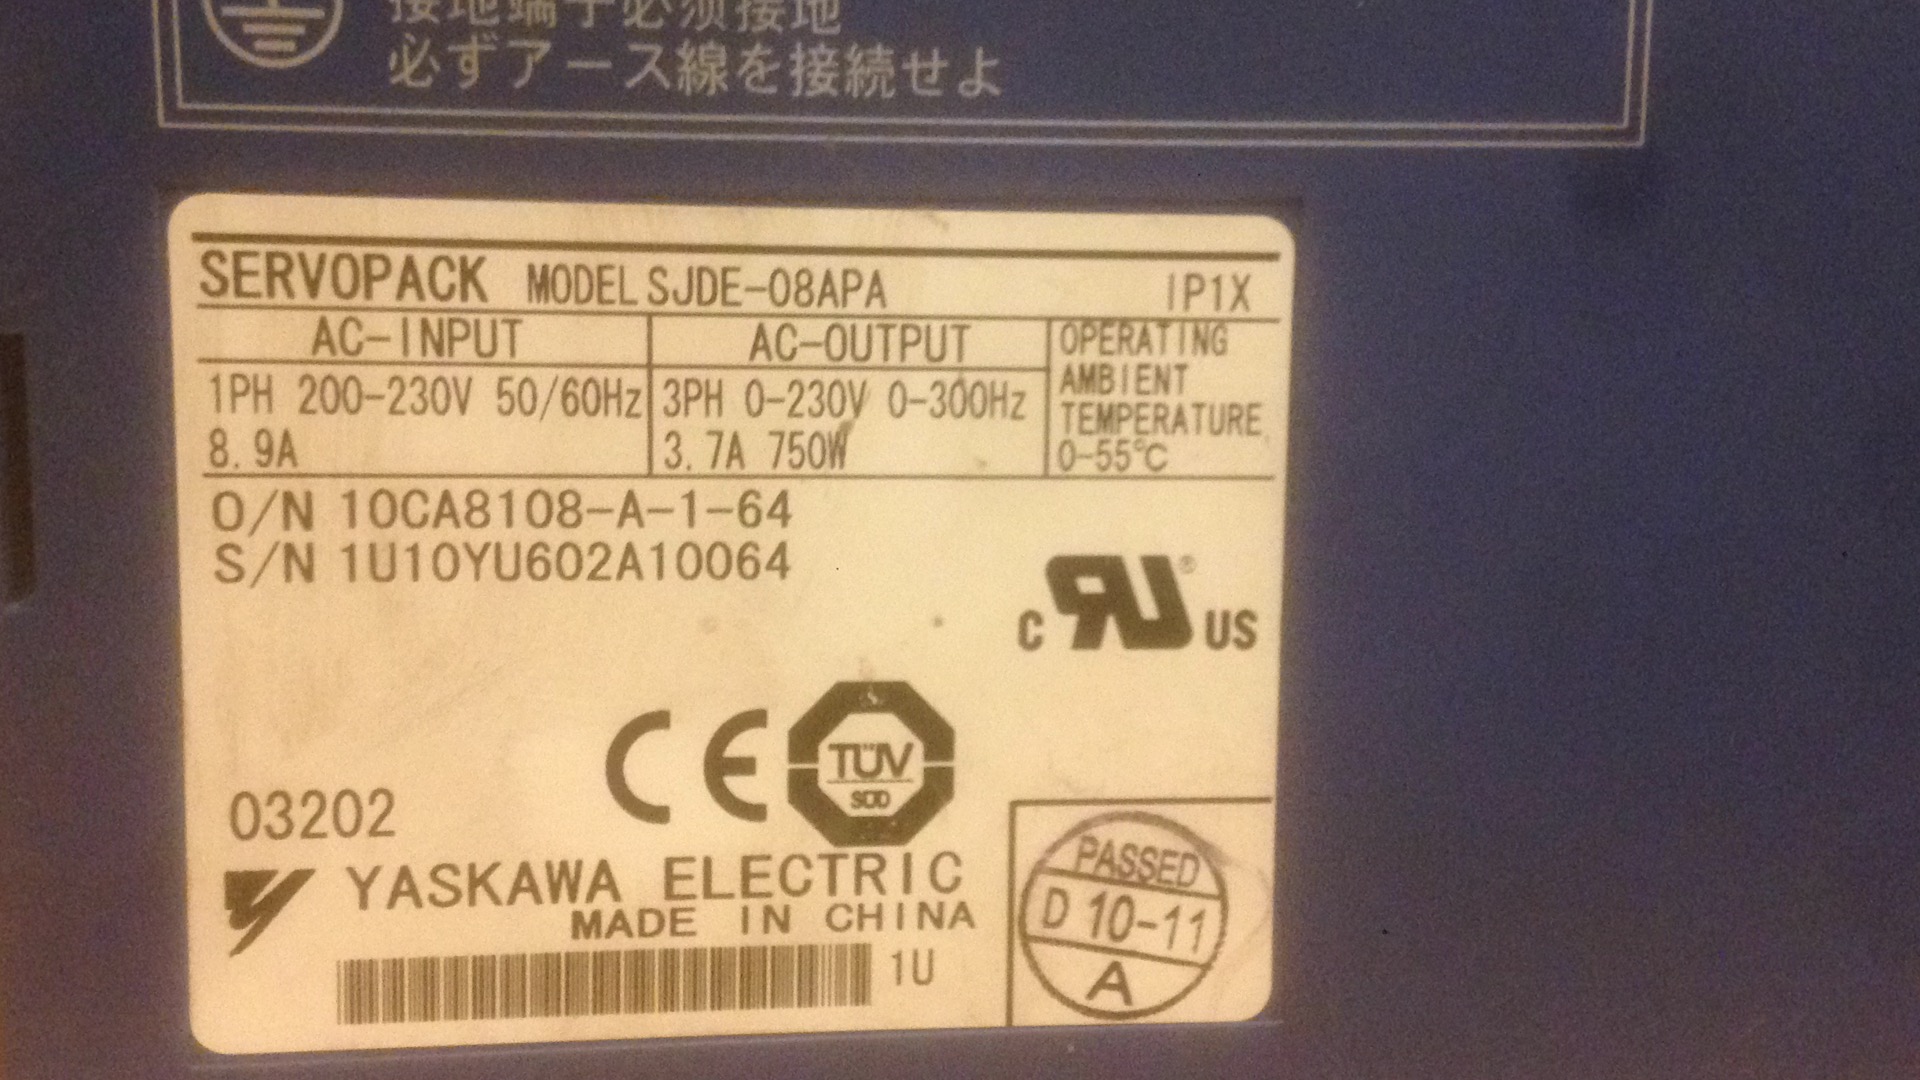 接地端子必须接地
必ずアース線を接続せよ
SERVOPACK MODEL SJDE-08APA IP1X
AC-INPUT
1PH 200-230V 50/60Hz
8.9A
AC-OUTPUT
3PH 0-230V 0-300Hz
3.7A 750W
OPERATING
AMBIENT
TEMPERATURE
0-55℃
O/N 10CA8108-A-1-64
S/N 1U10YU602A10064
C RU ® US
CE
TÜV
SÜD
03202
YASKAWA ELECTRIC
MADE IN CHINA
1U
PASSED
D 10-11
A